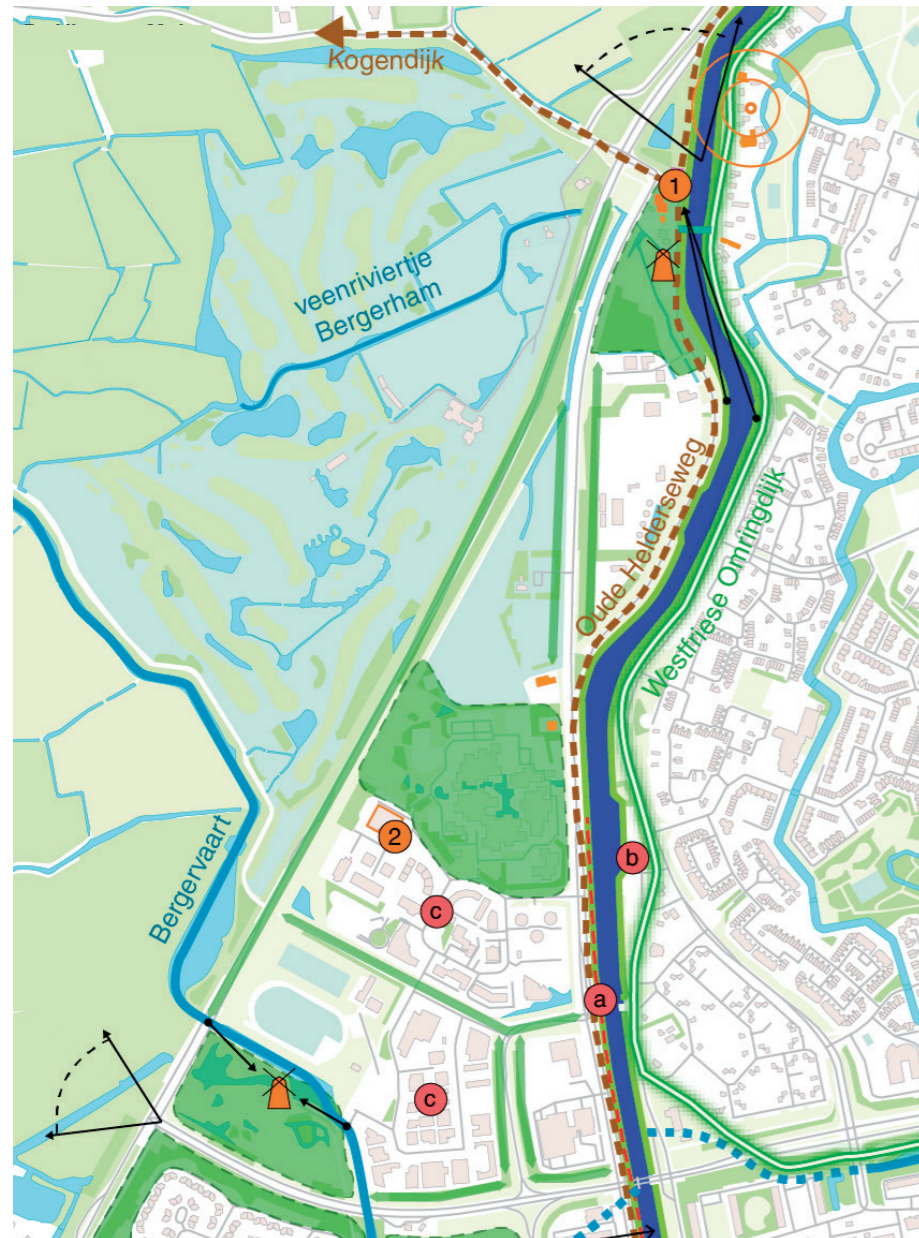 Kogendijk
1
veenriviertje
Bergerham
Oude Helderseweg
Westfriese Omringdijk
2
b
c
Bergervaart
a
c